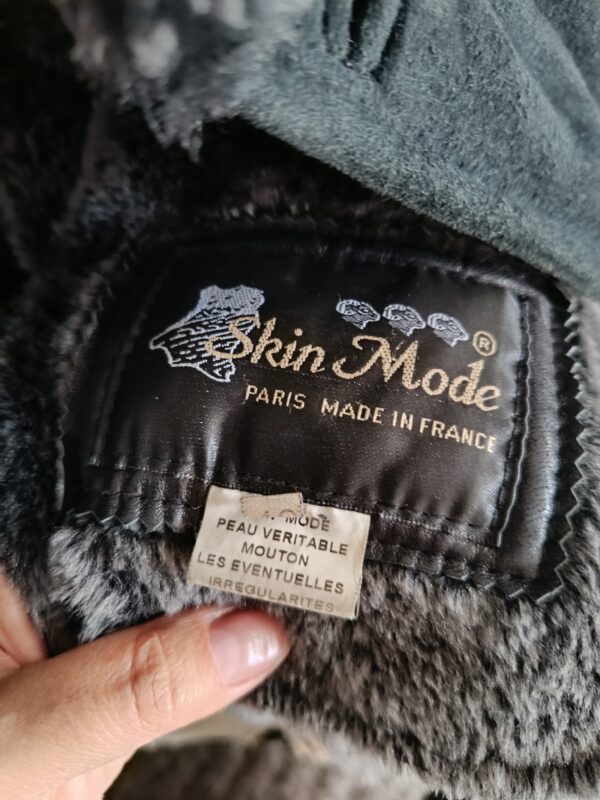 Skin Mode®
PARIS MADE IN FRANCE
MODE
PEAU VERITABLE
MOUTON
LES EVENTUELLES
IRREGULARITES